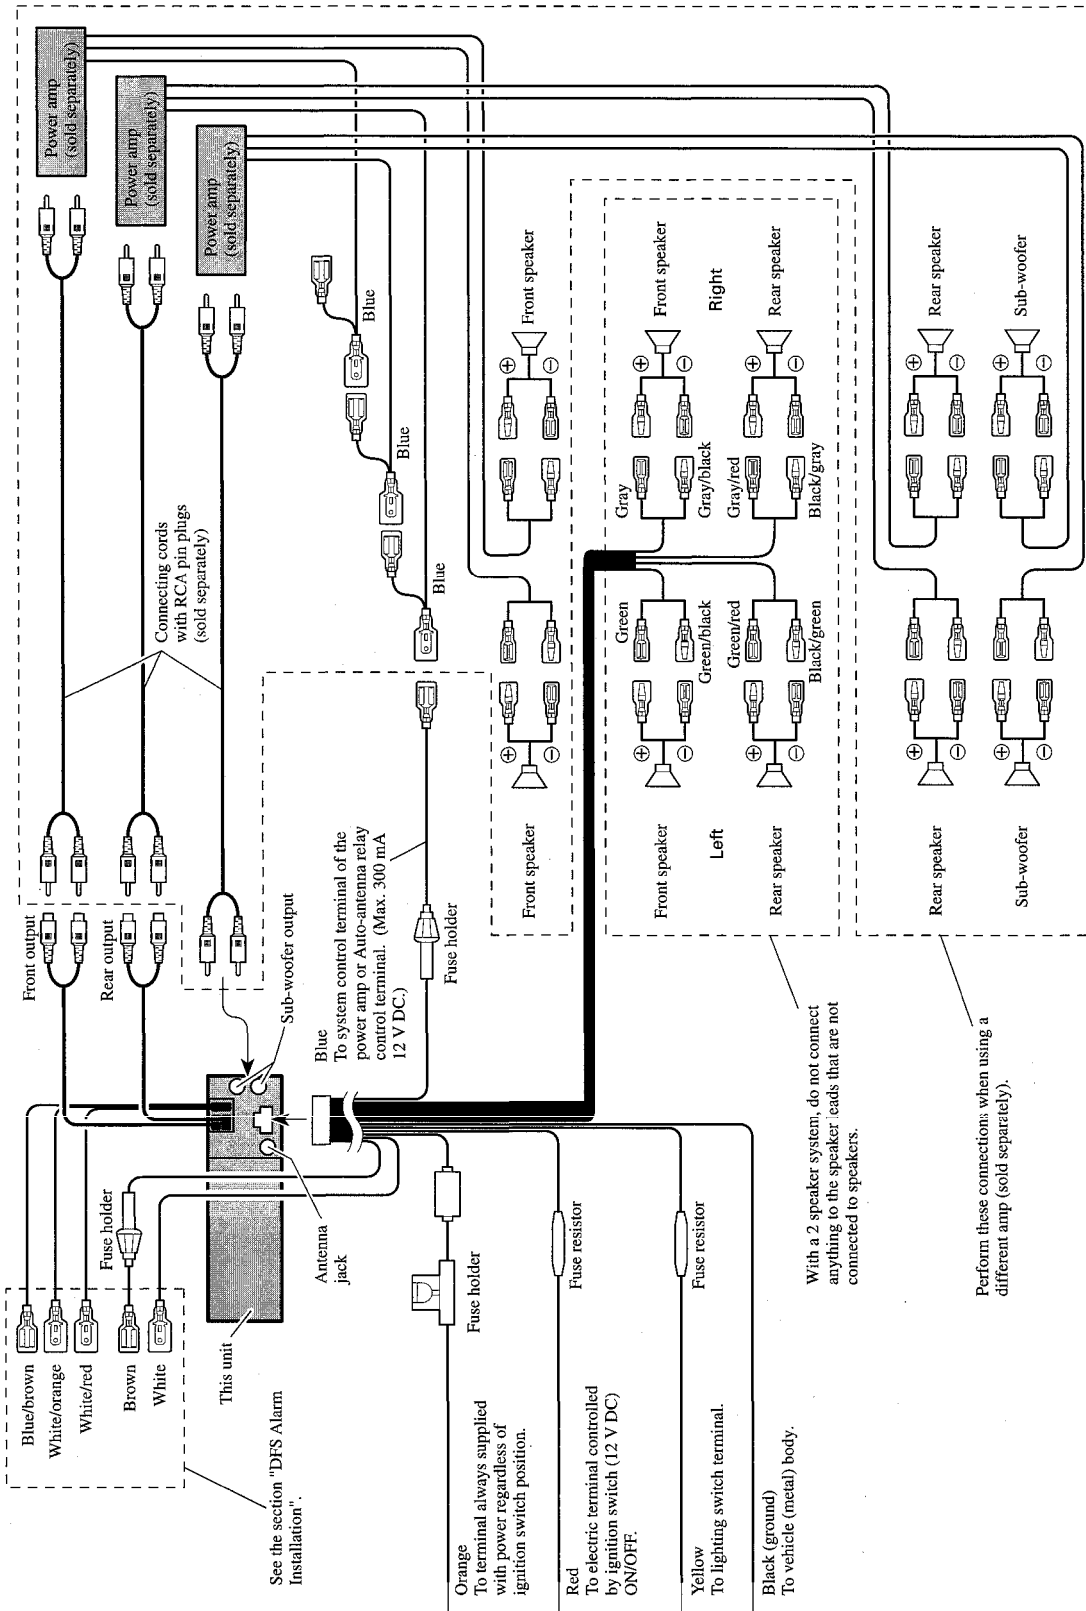 Power amp
(sold separately)
Power amp
(sold separately)
Power amp
(sold separately)
Connecting cords
with RCA pin plugs
(sold separately)
Front output
Rear output
Sub-woofer output
Blue
Blue
Blue
Blue
To system control terminal of the
power amp or Auto-antenna relay
control terminal. (Max. 300 mA
12 V DC.)
Fuse holder
Front speaker
Front speaker
Front speaker
Right
Rear speaker
Gray
Gray/black
Gray/red
Black/gray
Green
Green/black
Green/red
Black/green
Front speaker
Left
Rear speaker
Rear speaker
Sub-woofer
Rear speaker
Sub-woofer
With a 2 speaker system, do not connect
anything to the speaker leads that are not
connected to speakers.
Perform these connections when using a
different amp (sold separately).
Blue/brown
White/orange
White/red
Brown
White
Fuse holder
This unit
Antenna
jack
See the section "DFS Alarm
Installation".
Fuse holder
Fuse resistor
Fuse resistor
Orange
To terminal always supplied
with power regardless of
ignition switch position.
Red
To electric terminal controlled
by ignition switch (12 V DC)
ON/OFF.
Yellow
To lighting switch terminal.
Black (ground)
To vehicle (metal) body.